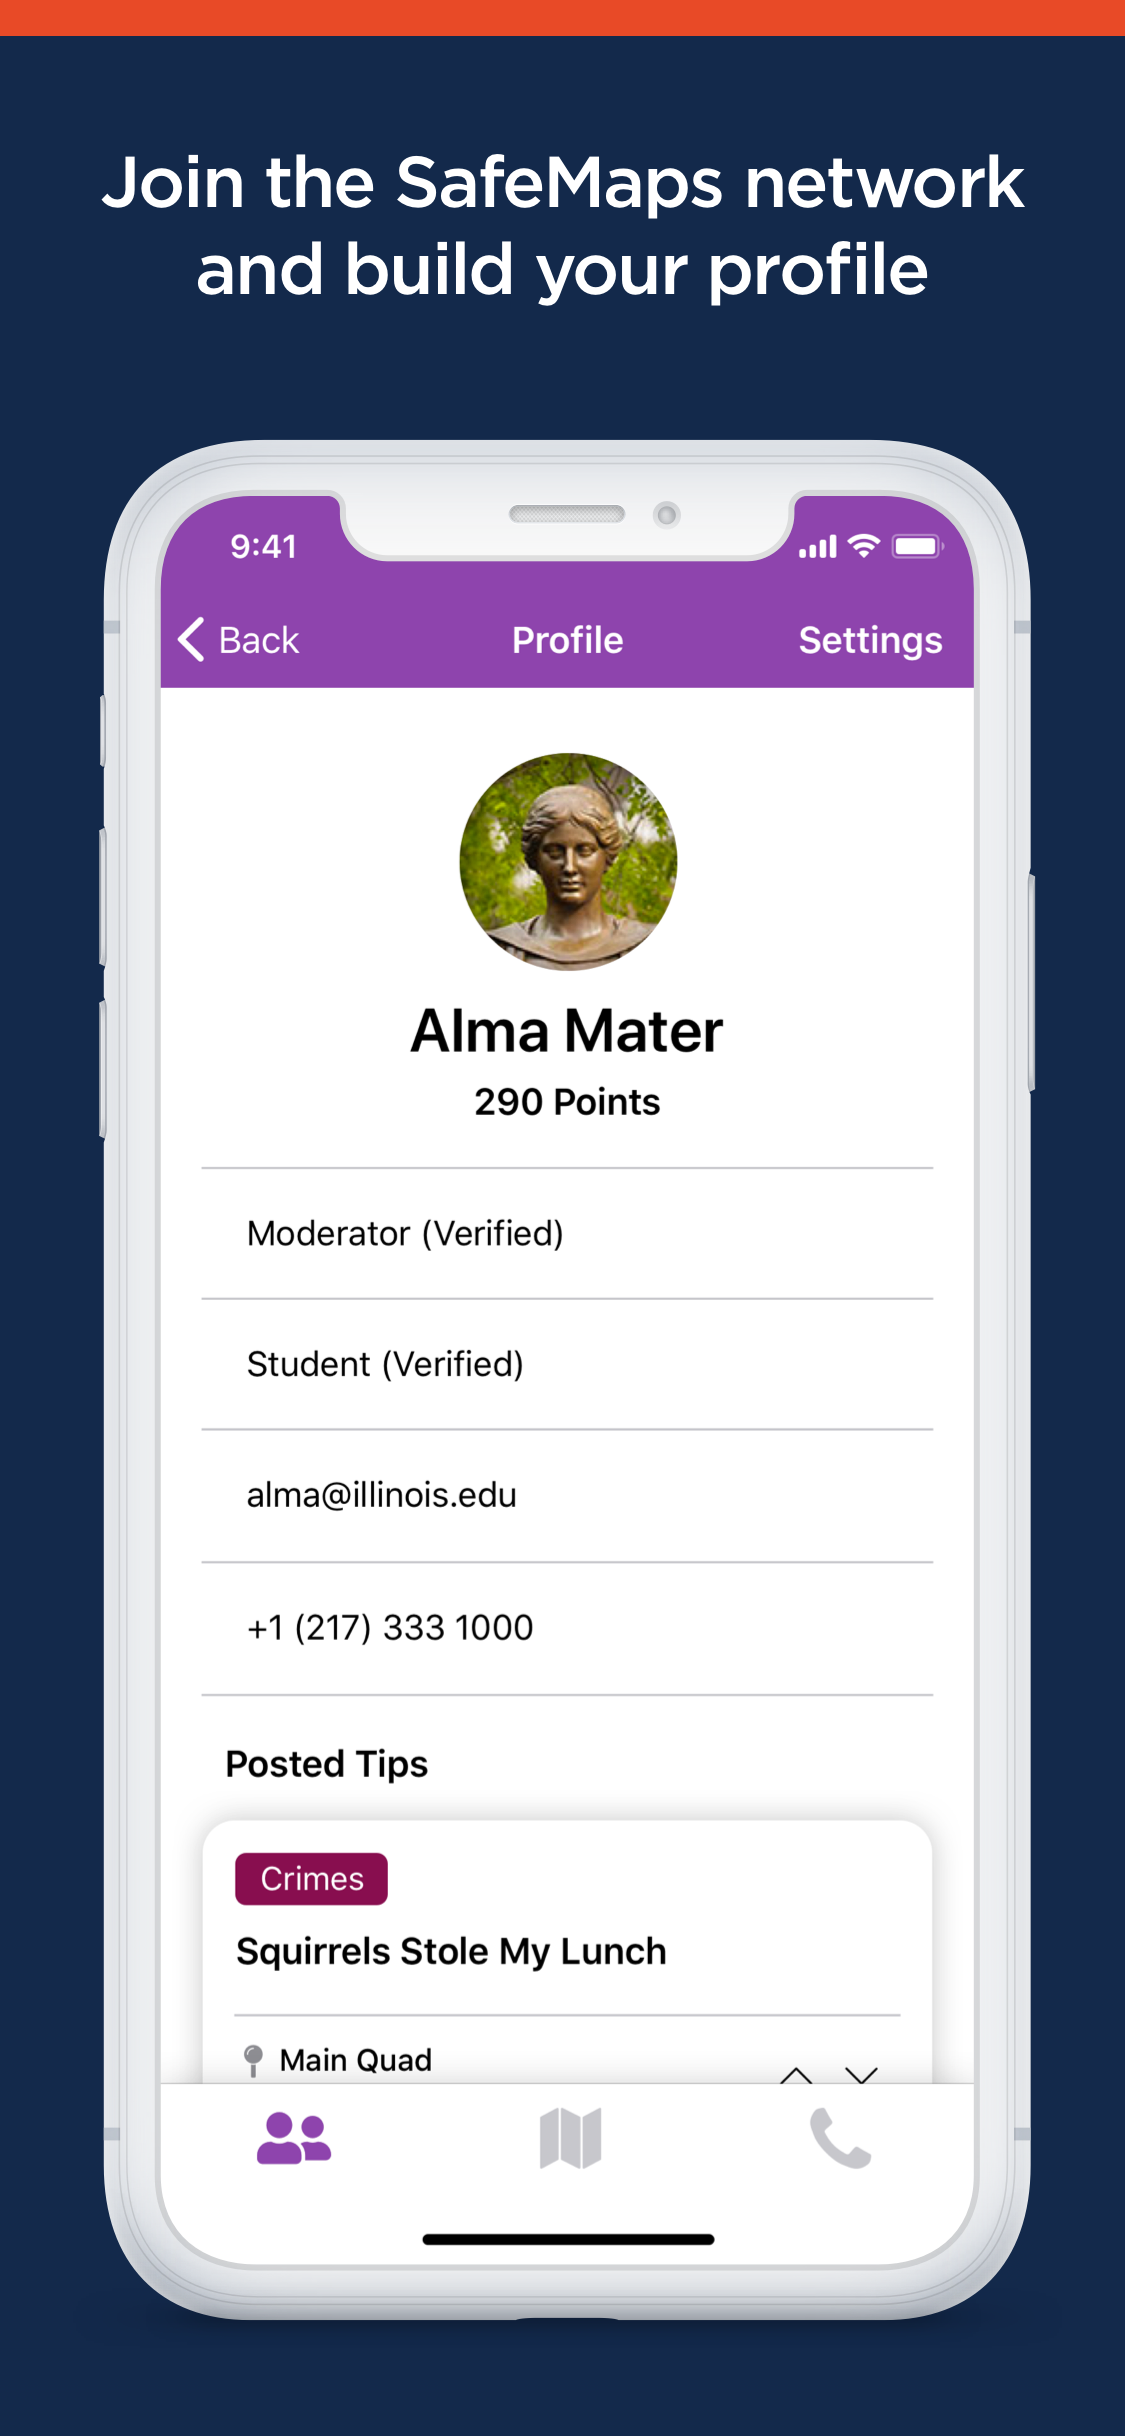 Join the SafeMaps network
and build your profile
9:41
Back
Profile
Settings
Alma Mater
290 Points
Moderator (Verified)
Student (Verified)
alma@illinois.edu
+1 (217) 333 1000
Posted Tips
Crimes
Squirrels Stole My Lunch
Main Quad